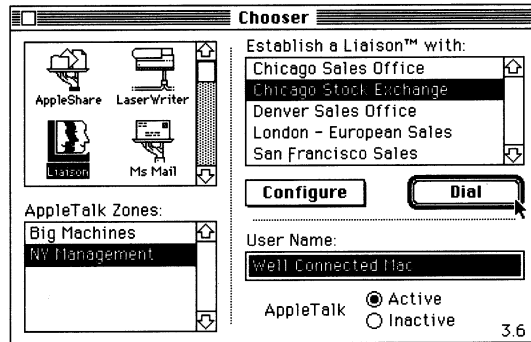 Chooser
AppleShare LaserWriter
Liaison Ms Mail
AppleTalk Zones:
Big Machines
NY Management
Establish a Liaison™ with:
Chicago Sales Office
Chicago Stock Exchange
Denver Sales Office
London - European Sales
San Francisco Sales
Configure Dial
User Name:
Well Connected Mac
AppleTalk
Active
Inactive
3.6